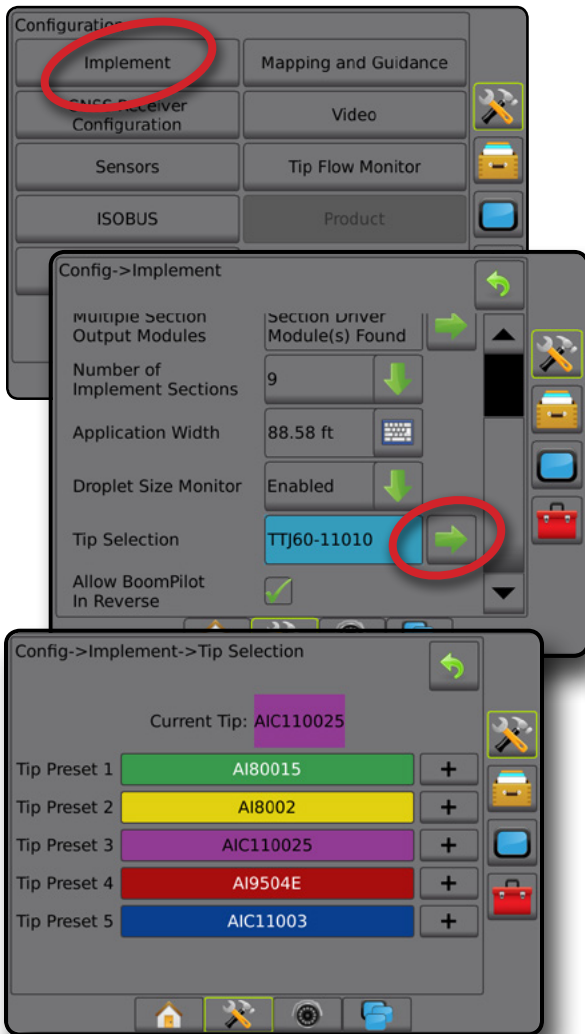 Configuration
Implement
Mapping and Guidance
GNSS Receiver
Configuration
Video
Sensors
Tip Flow Monitor
ISOBUS
Product
Config->Implement
Multiple Section
Output Modules
Section Driver
Module(s) Found
Number of
Implement Sections
9
Application Width
88.58 ft
Droplet Size Monitor
Enabled
Tip Selection
TTJ60-11010
Allow BoomPilot
In Reverse
Config->Implement->Tip Selection
Current Tip: AIC110025
Tip Preset 1 AI80015 +
Tip Preset 2 AI8002 +
Tip Preset 3 AIC110025 +
Tip Preset 4 AI9504E +
Tip Preset 5 AIC11003 +